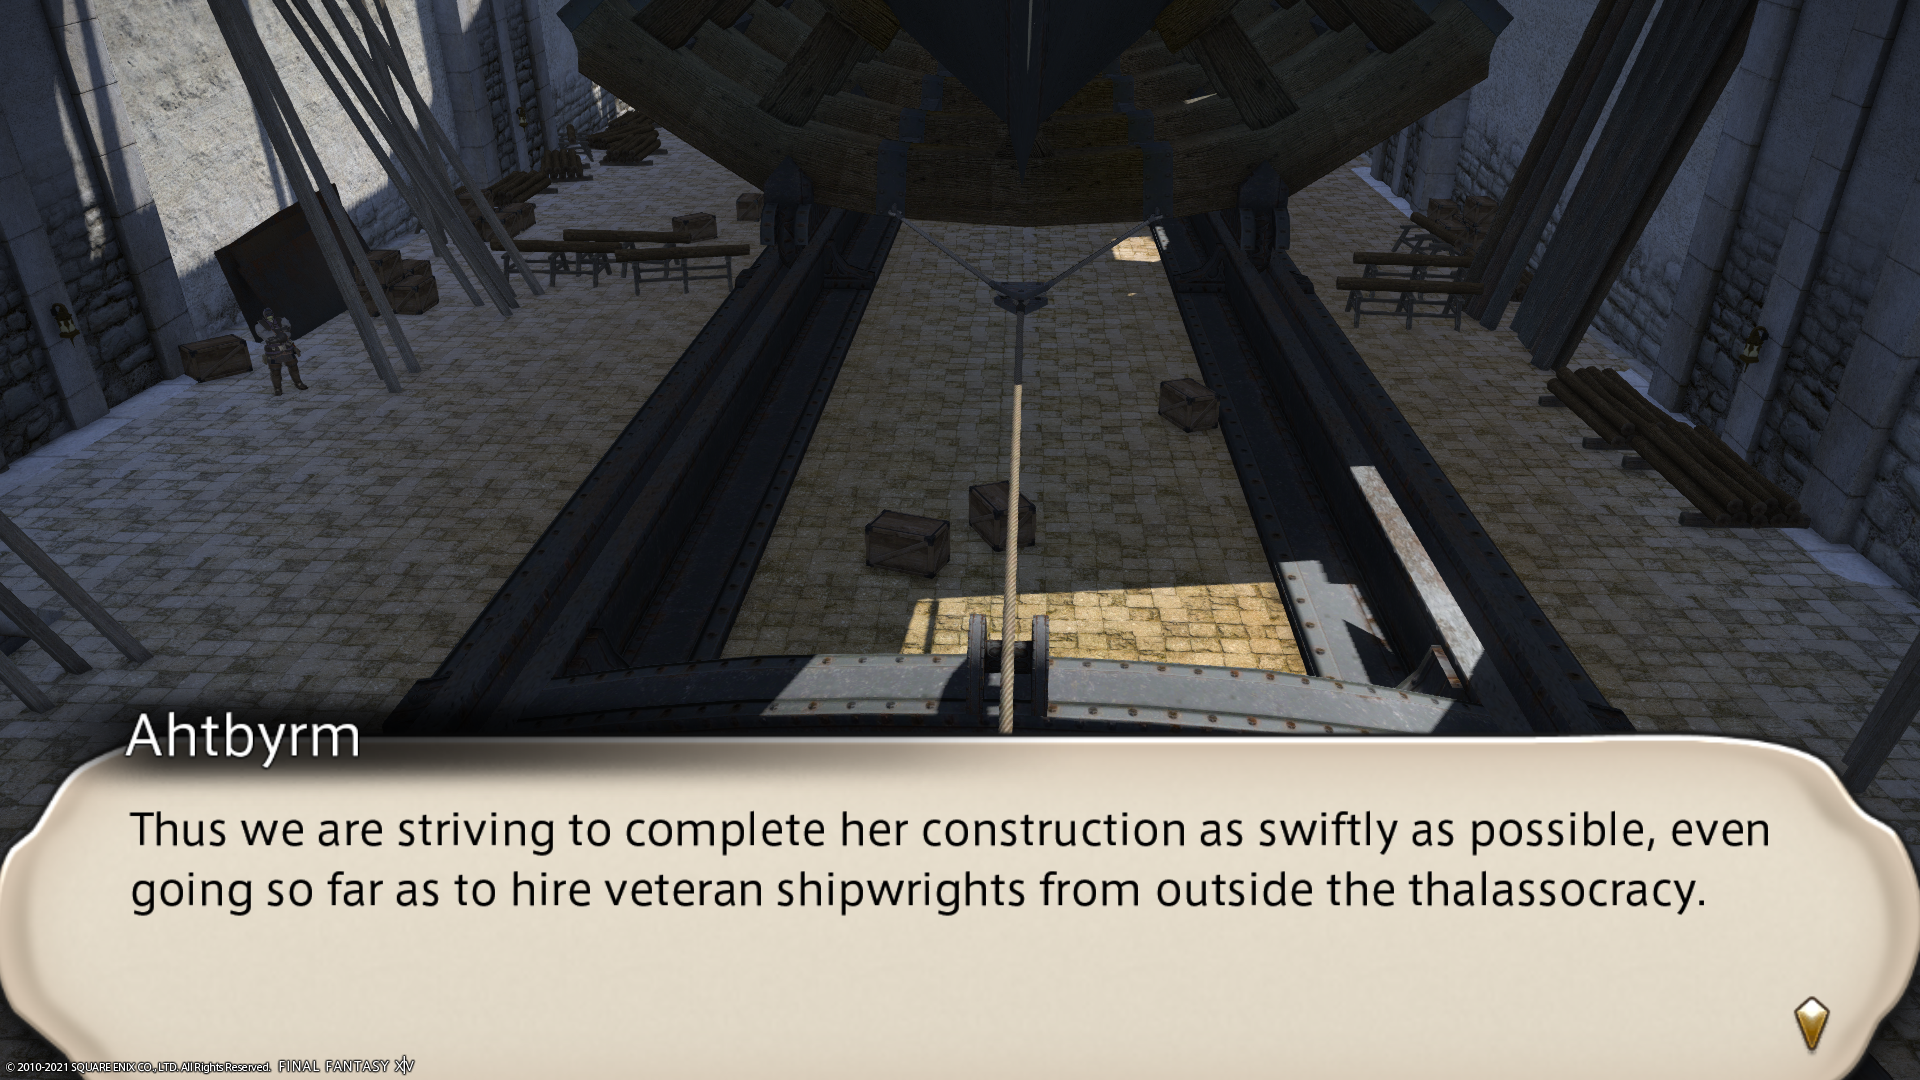 Ahtbyrm
Thus we are striving to complete her construction as swiftly as possible, even
going so far as to hire veteran shipwrights from outside the thalassocracy.
© 2010-2021 SQUARE ENIX CO., LTD. All Rights Reserved. FINAL FANTASY XIV